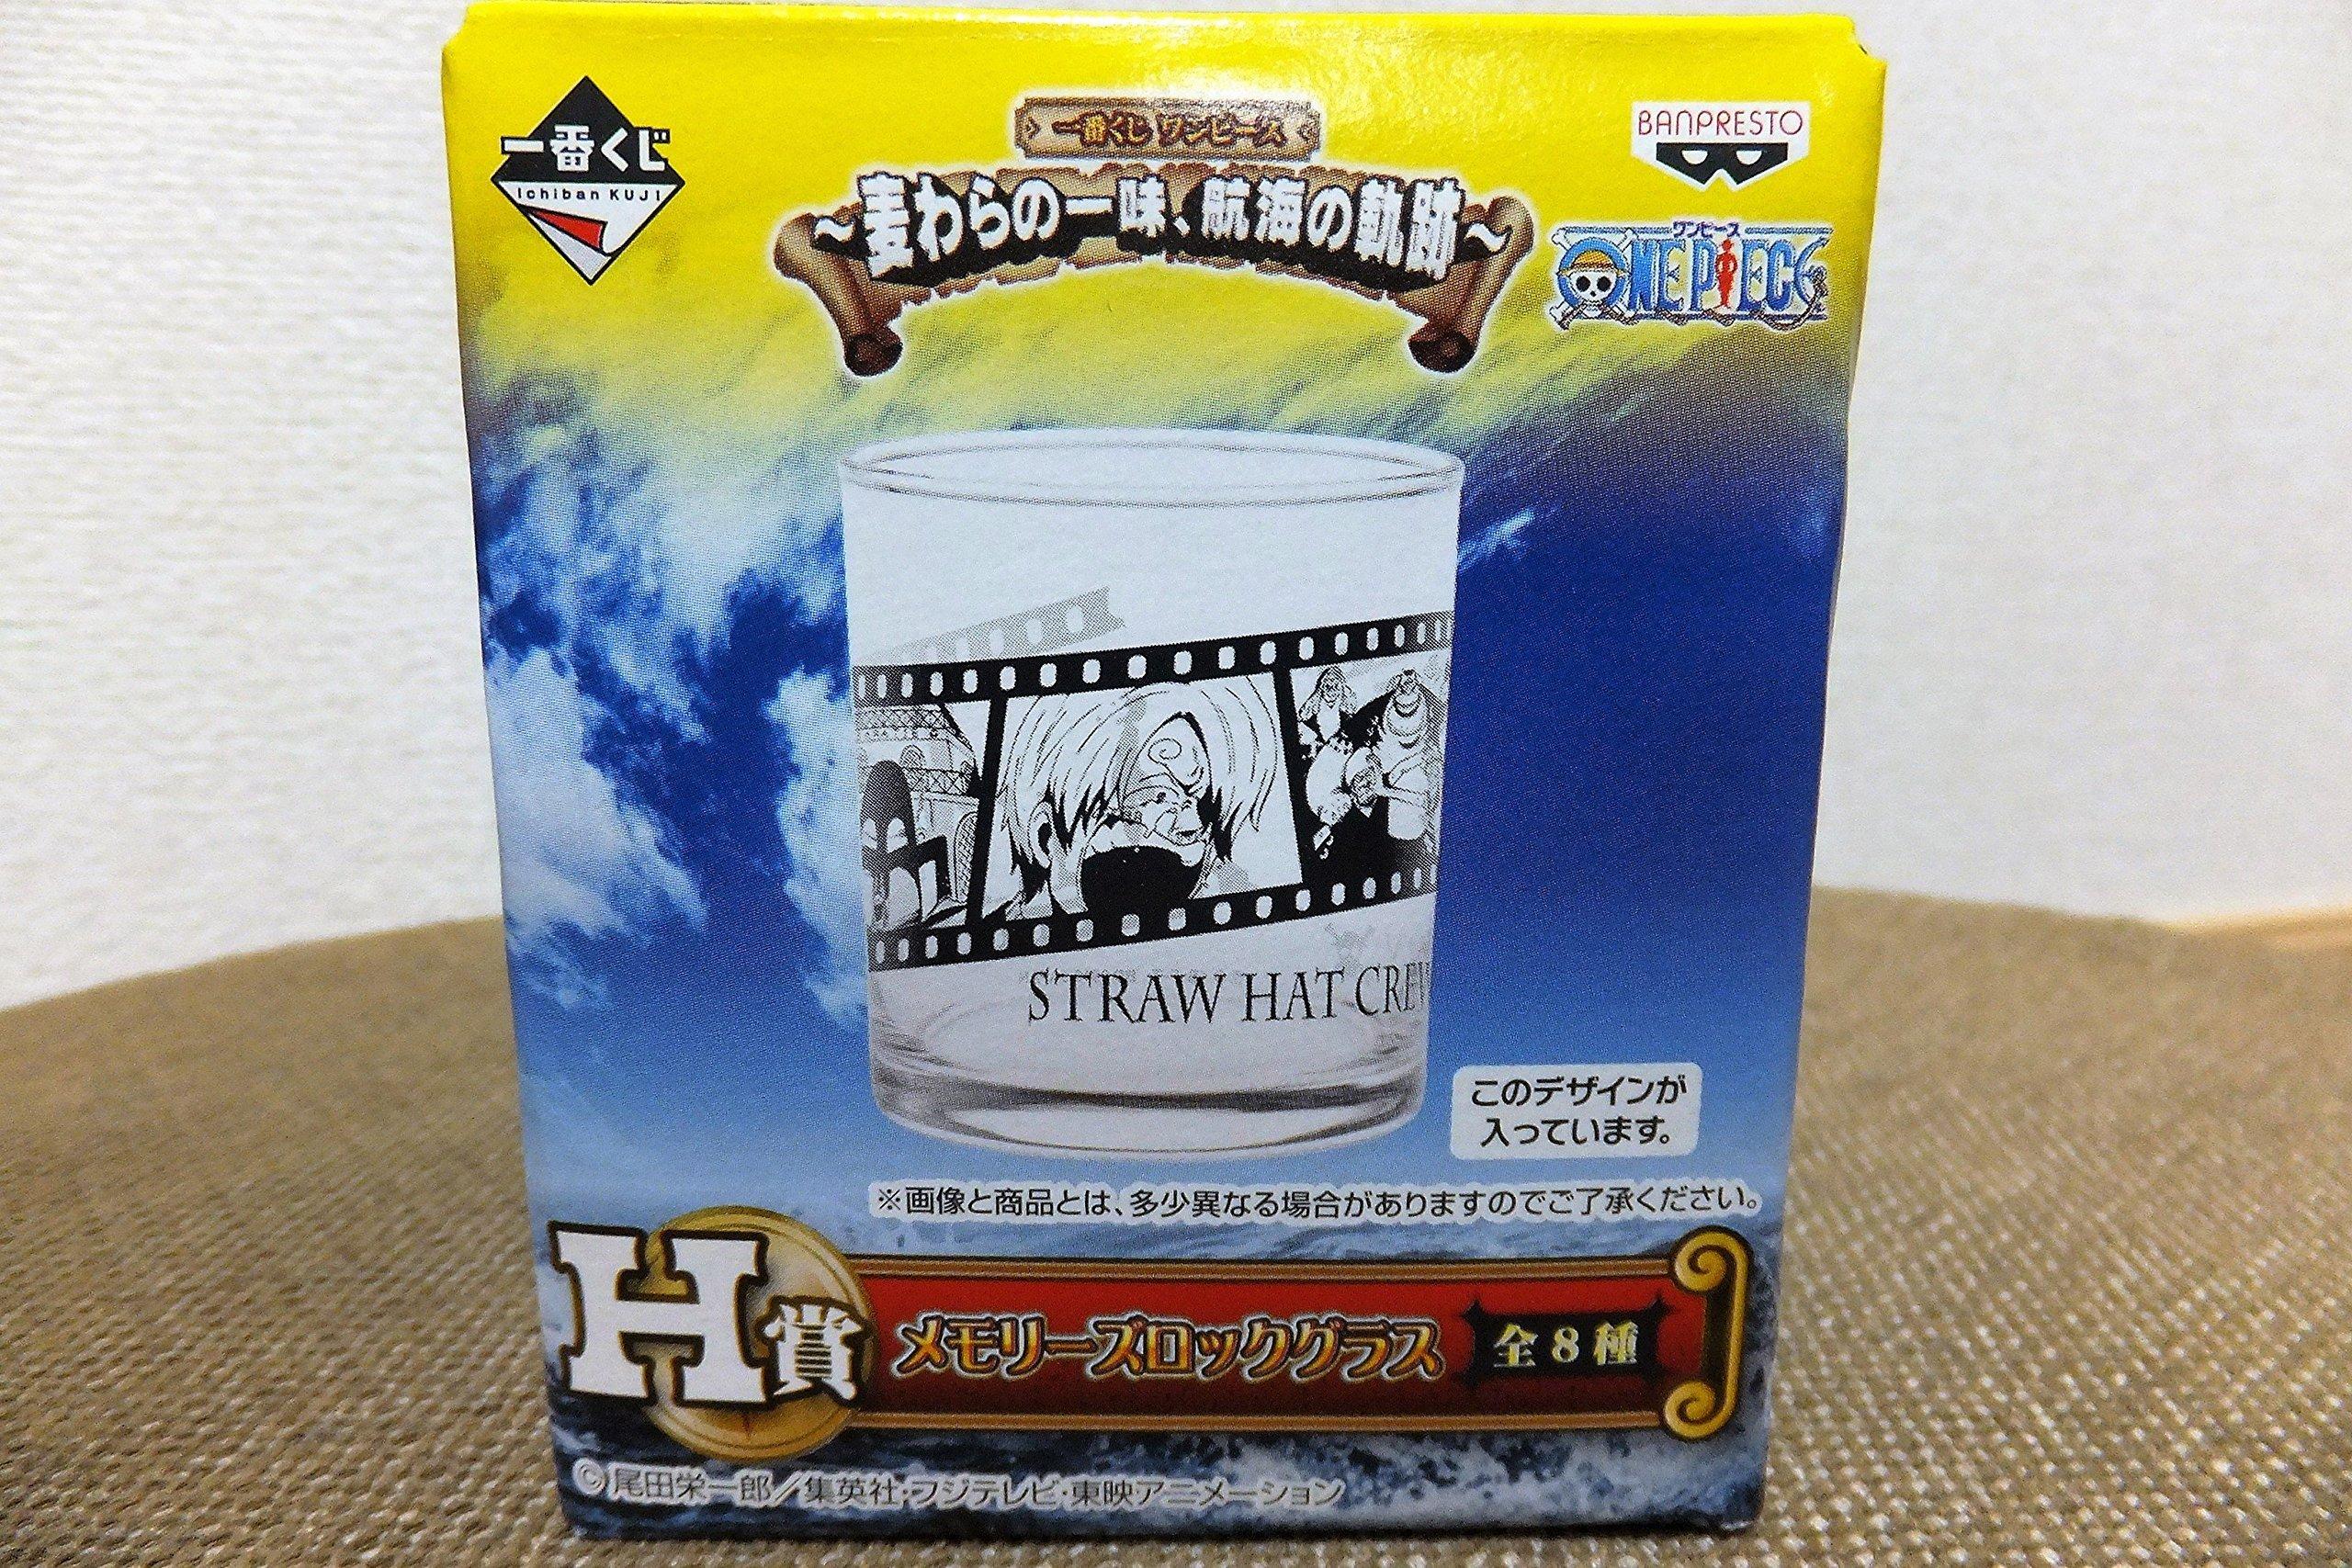 一番くじ
Ichiban KUJI
一番くじ ワンピース
～麦わらの一味、航海の軌跡～
BANPRESTO
ワンピース
ONE PIECE
STRAW HAT CREW
このデザインが
入っています。
※画像と商品とは、多少異なる場合がありますのでご了承ください。
H賞
メモリーズロックグラス
全8種
©尾田栄一郎／集英社・フジテレビ・東映アニメーション